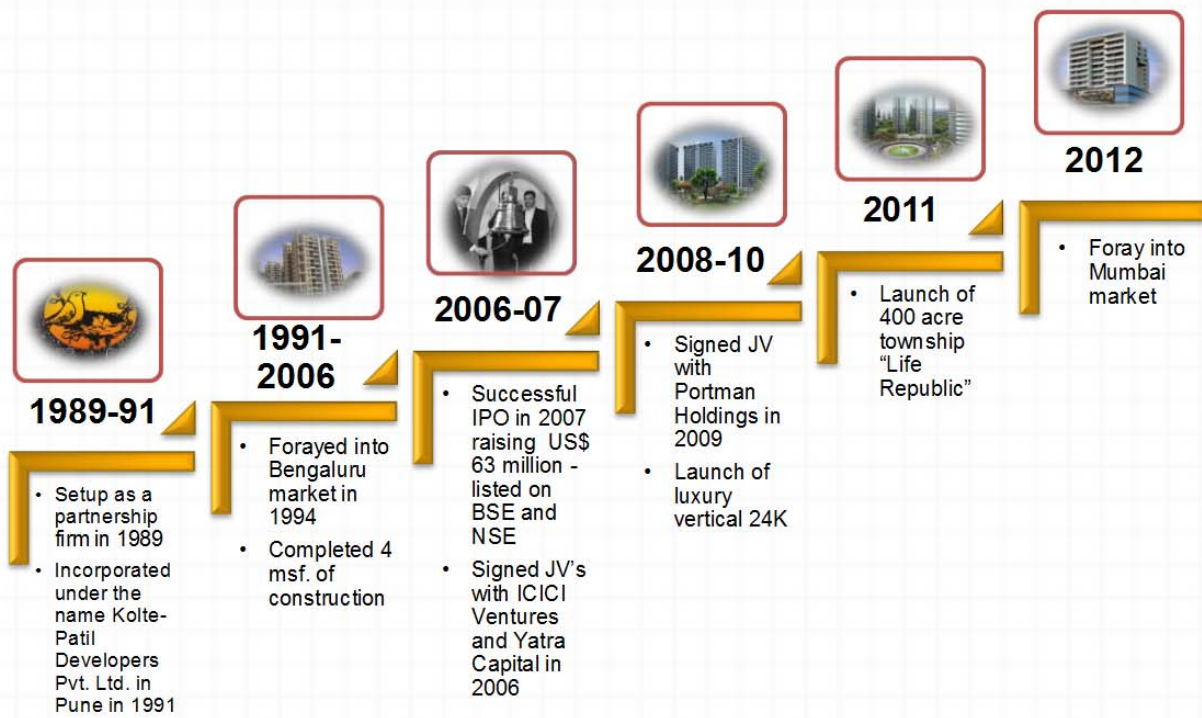 1989-91
• Setup as a
partnership
firm in 1989
• Incorporated
under the
name Kolte-
Patil
Developers
Pvt. Ltd. in
Pune in 1991
1991-
2006
• Forayed into
Bengaluru
market in
1994
• Completed 4
msf. of
construction
2006-07
• Successful
IPO in 2007
raising US$
63 million -
listed on
BSE and
NSE
• Signed JV’s
with ICICI
Ventures
and Yatra
Capital in
2006
2008-10
• Signed JV
with
Portman
Holdings in
2009
• Launch of
luxury
vertical 24K
2011
• Launch of
400 acre
township
“Life
Republic”
2012
• Foray into
Mumbai
market